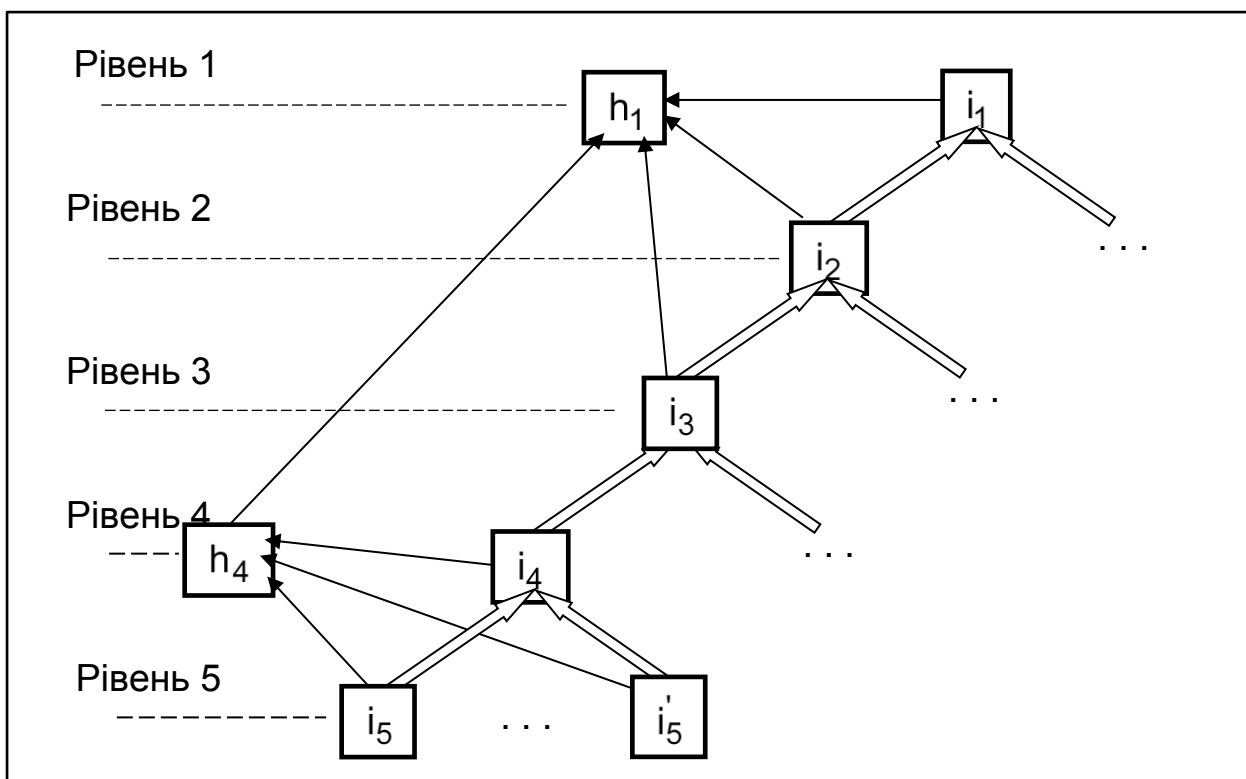 Рівень 1
h1
i1
Рівень 2
. . .
i2
Рівень 3
. . .
i3
Рівень 4
h4
i4
. . .
Рівень 5
i5
. . .
i'5